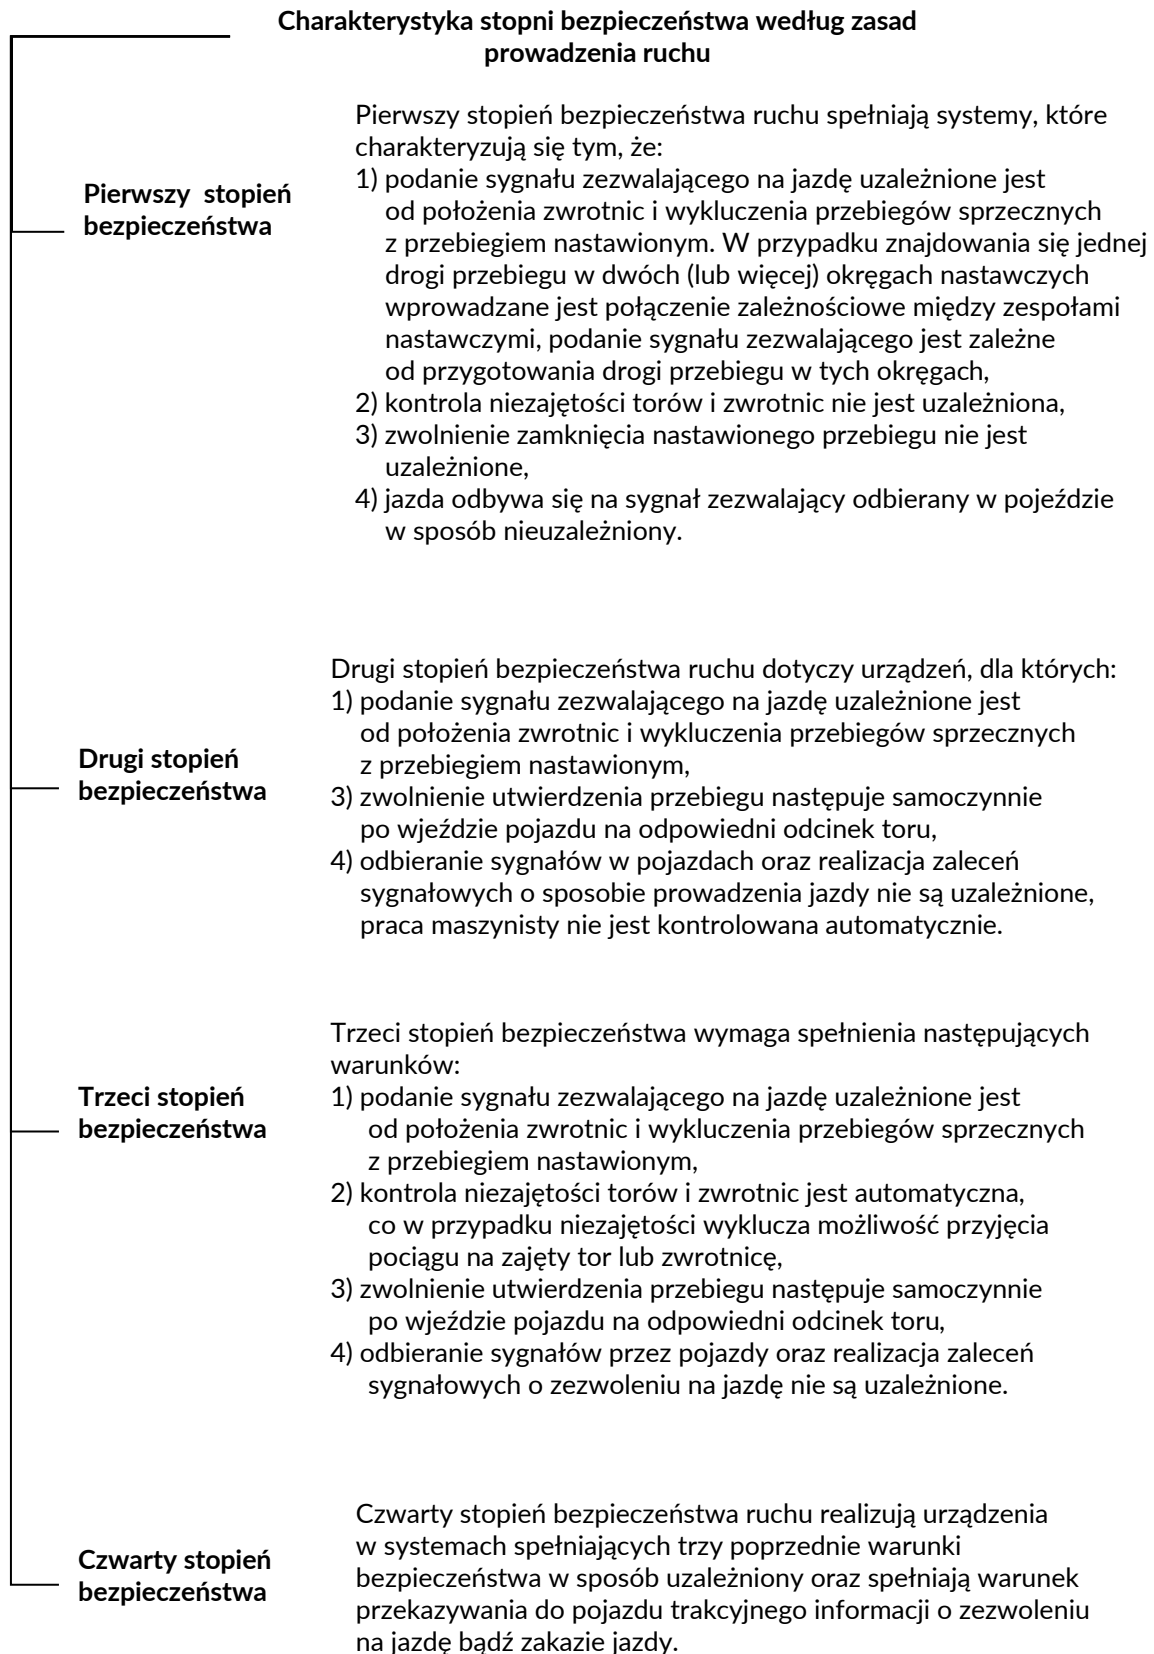 Charakterystyka stopni bezpieczeństwa według zasad
prowadzenia ruchu
Pierwszy stopień
bezpieczeństwa
Pierwszy stopień bezpieczeństwa ruchu spełniają systemy, które
charakteryzują się tym, że:
1) podanie sygnału zezwalającego na jazdę uzależnione jest
od położenia zwrotnic i wykluczenia przebiegów sprzecznych
z przebiegiem nastawionym. W przypadku znajdowania się jednej
drogi przebiegu w dwóch (lub więcej) okręgach nastawczych
wprowadzane jest połączenie zależnościowe między zespołami
nastawczymi, podanie sygnału zezwalającego jest zależne
od przygotowania drogi przebiegu w tych okręgach,
2) kontrola niezajętości torów i zwrotnic nie jest uzależniona,
3) zwolnienie zamknięcia nastawionego przebiegu nie jest
uzależnione,
4) jazda odbywa się na sygnał zezwalający odbierany w pojeździe
w sposób nieuzależniony.
Drugi stopień
bezpieczeństwa
Drugi stopień bezpieczeństwa ruchu dotyczy urządzeń, dla których:
1) podanie sygnału zezwalającego na jazdę uzależnione jest
od położenia zwrotnic i wykluczenia przebiegów sprzecznych
z przebiegiem nastawionym,
3) zwolnienie utwierdzenia przebiegu następuje samoczynnie
po wjeździe pojazdu na odpowiedni odcinek toru,
4) odbieranie sygnałów w pojazdach oraz realizacja zaleceń
sygnałowych o sposobie prowadzenia jazdy nie są uzależnione,
praca maszynisty nie jest kontrolowana automatycznie.
Trzeci stopień
bezpieczeństwa
Trzeci stopień bezpieczeństwa wymaga spełnienia następujących
warunków:
1) podanie sygnału zezwalającego na jazdę uzależnione jest
od położenia zwrotnic i wykluczenia przebiegów sprzecznych
z przebiegiem nastawionym,
2) kontrola niezajętości torów i zwrotnic jest automatyczna,
co w przypadku niezajętości wyklucza możliwość przyjęcia
pociągu na zajęty tor lub zwrotnicę,
3) zwolnienie utwierdzenia przebiegu następuje samoczynnie
po wjeździe pojazdu na odpowiedni odcinek toru,
4) odbieranie sygnałów przez pojazdy oraz realizacja zaleceń
sygnałowych o zezwoleniu na jazdę nie są uzależnione.
Czwarty stopień
bezpieczeństwa
Czwarty stopień bezpieczeństwa ruchu realizują urządzenia
w systemach spełniających trzy poprzednie warunki
bezpieczeństwa w sposób uzależniony oraz spełniają warunek
przekazywania do pojazdu trakcyjnego informacji o zezwoleniu
na jazdę bądź zakazie jazdy.